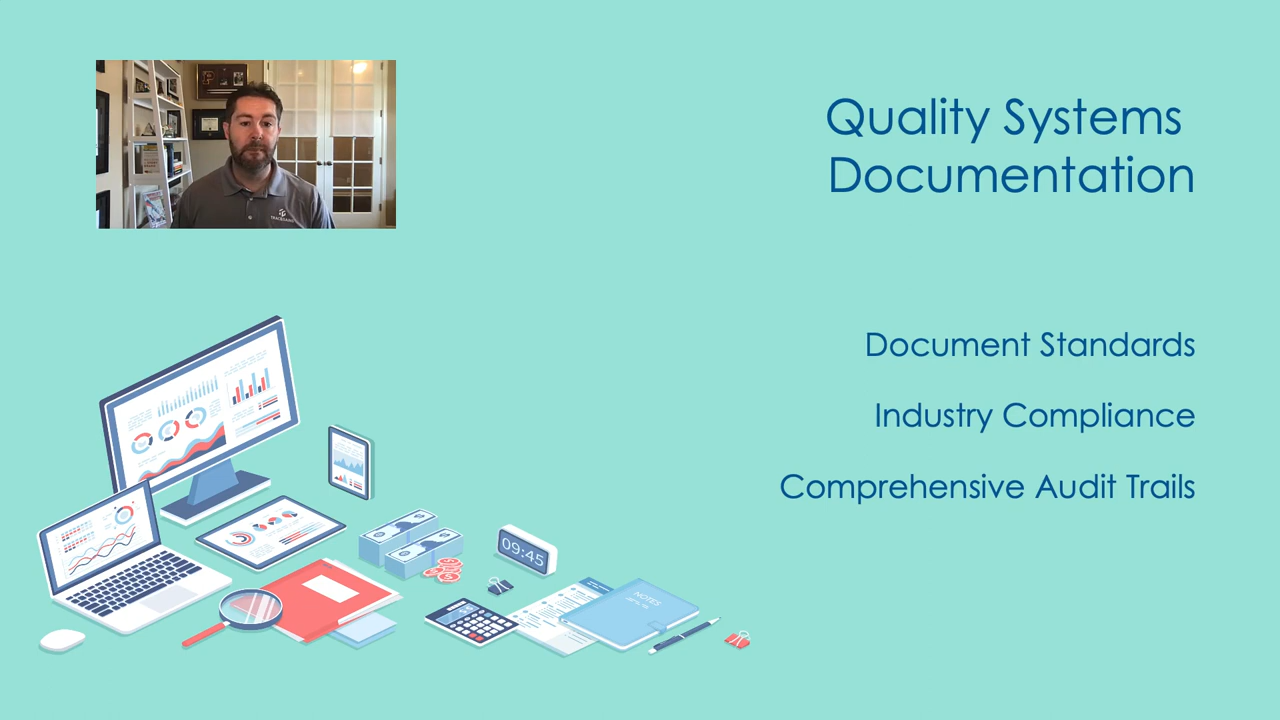 Quality Systems
Documentation
Document Standards
Industry Compliance
Comprehensive Audit Trails
09:45
NOTES